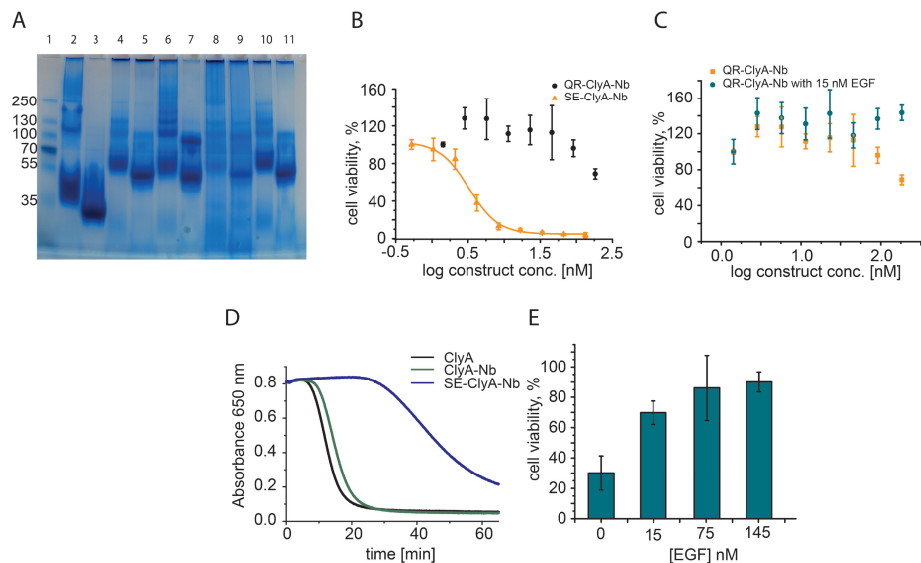 A
1 2 3 4 5 6 7 8 9 10 11
250
130
100
70
55
35
B
QR-ClyA-Nb
SE-ClyA-Nb
cell viability, %
160
120
80
40
0
-0.5 0.5 1.5 2.5
log construct conc. [nM]
C
QR-ClyA-Nb
QR-ClyA-Nb with 15 nM EGF
cell viability, %
160
120
80
40
0
0.0 1.0 2.0
log construct conc. [nM]
D
ClyA
ClyA-Nb
SE-ClyA-Nb
Absorbance 650 nm
0.8
0.6
0.4
0.2
0.0
0 20 40 60
time [min]
E
cell viability, %
100
90
80
70
60
50
40
30
20
10
0
0 15 75 145
[EGF] nM